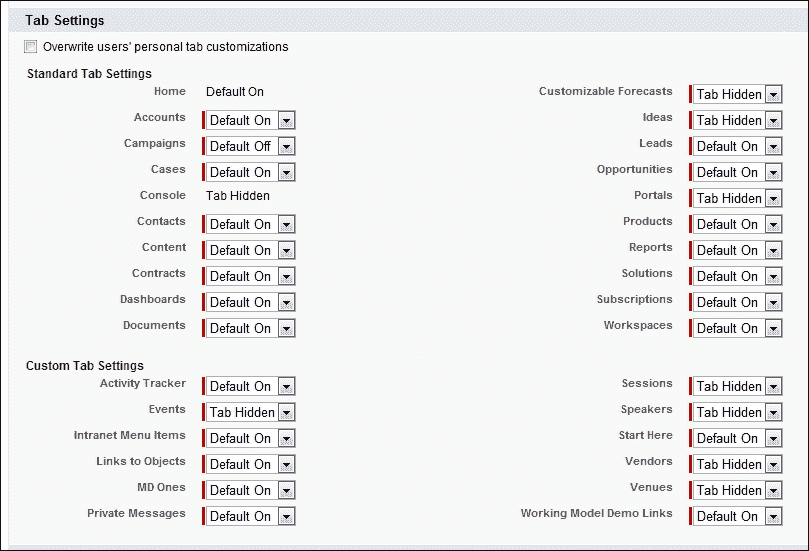 Tab Settings
Overwrite users' personal tab customizations
Standard Tab Settings
Home Default On Customizable Forecasts Tab Hidden
Accounts Default On Ideas Tab Hidden
Campaigns Default Off Leads Default On
Cases Default On Opportunities Default On
Console Tab Hidden Portals Tab Hidden
Contacts Default On Products Default On
Content Default On Reports Default On
Contracts Default On Solutions Default On
Dashboards Default On Subscriptions Default On
Documents Default On Workspaces Default On
Custom Tab Settings
Activity Tracker Default On Sessions Tab Hidden
Events Tab Hidden Speakers Tab Hidden
Intranet Menu Items Default On Start Here Default On
Links to Objects Default On Vendors Tab Hidden
MD Ones Default On Venues Tab Hidden
Private Messages Default On Working Model Demo Links Default On